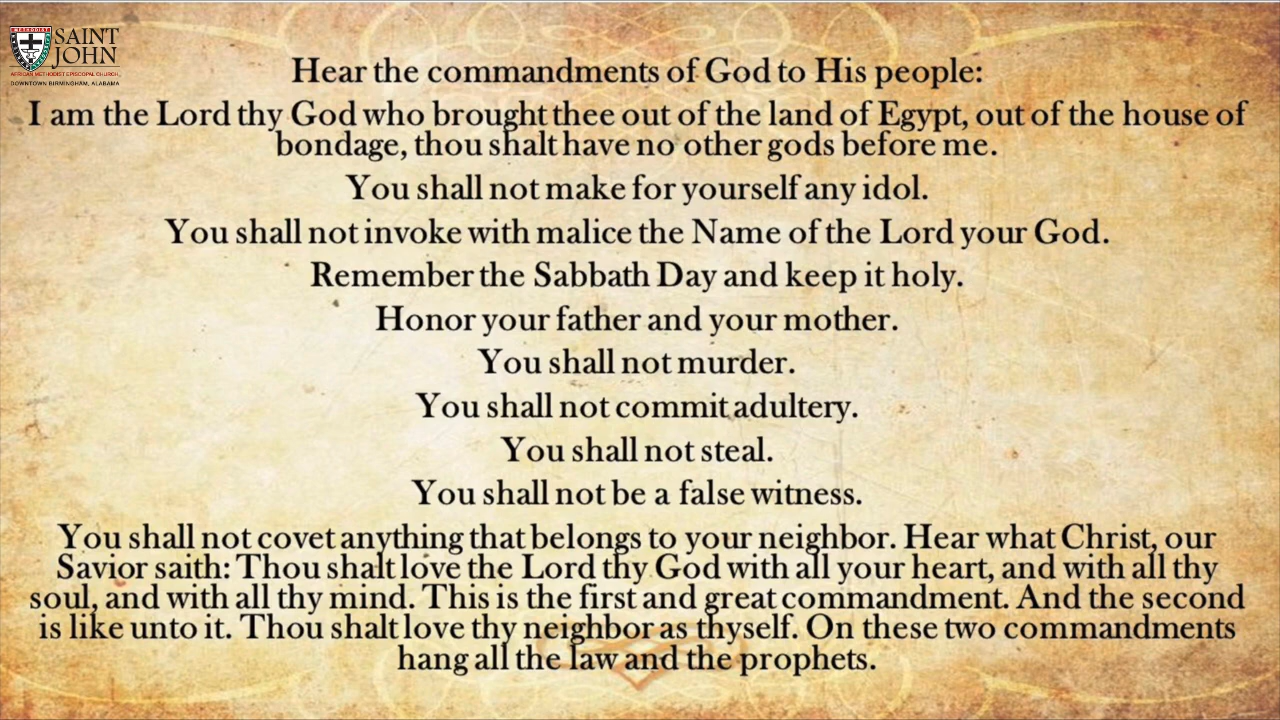 SAINT
JOHN
AFRICAN METHODIST EPISCOPAL CHURCH
DOWNTOWN BIRMINGHAM, ALABAMA
Hear the commandments of God to His people:
I am the Lord thy God who brought thee out of the land of Egypt, out of the house of
bondage, thou shalt have no other gods before me.
You shall not make for yourself any idol.
You shall not invoke with malice the Name of the Lord your God.
Remember the Sabbath Day and keep it holy.
Honor your father and your mother.
You shall not murder.
You shall not commit adultery.
You shall not steal.
You shall not be a false witness.
You shall not covet anything that belongs to your neighbor. Hear what Christ, our
Savior saith: Thou shalt love the Lord thy God with all your heart, and with all thy
soul, and with all thy mind. This is the first and great commandment. And the second
is like unto it. Thou shalt love thy neighbor as thyself. On these two commandments
hang all the law and the prophets.